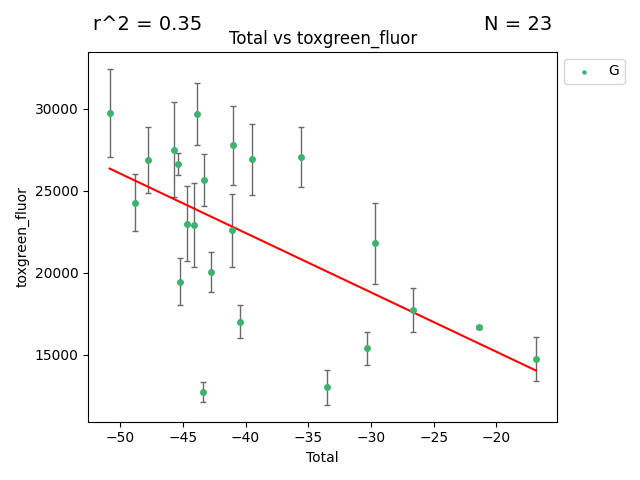 r^2 = 0.35
N = 23
Total vs toxgreen_fluor
G
30000
25000
20000
15000
toxgreen_fluor
−50
−45
−40
−35
−30
−25
−20
Total